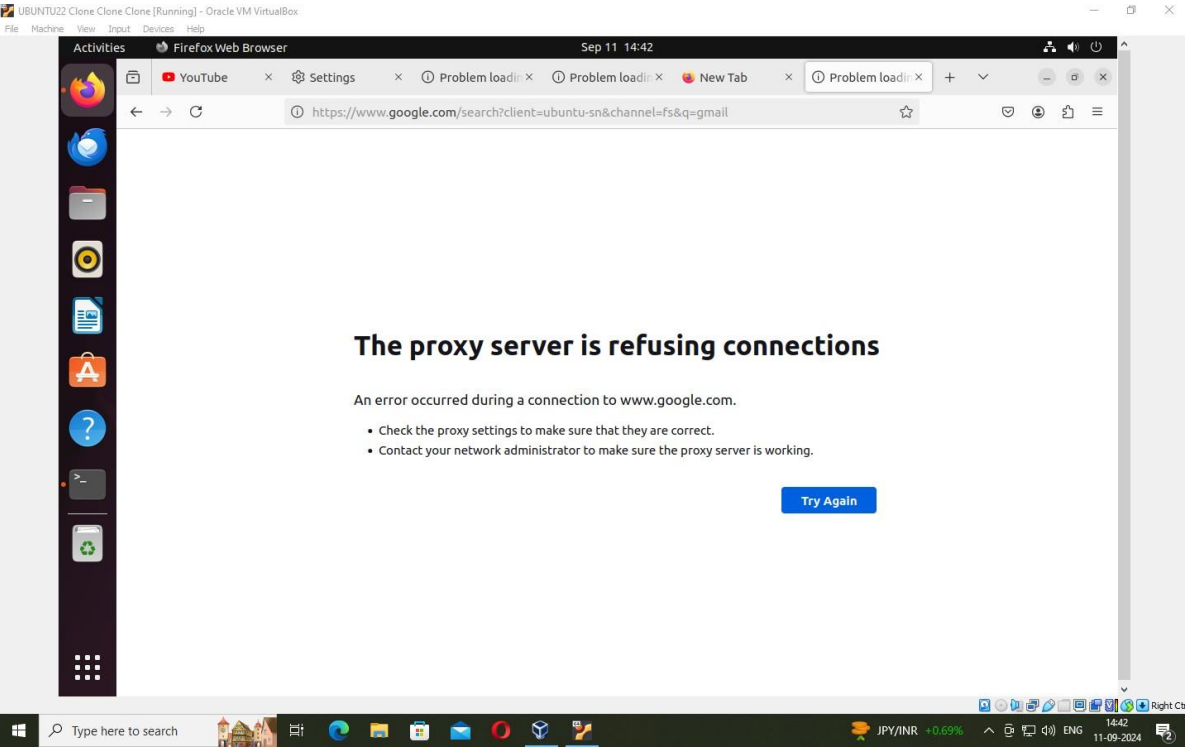 UBUNTU22 Clone Clone Clone [Running] - Oracle VM VirtualBox
File Machine View Input Devices Help
Activities Firefox Web Browser Sep 11 14:42
YouTube Settings Problem loadin Problem loadin New Tab Problem loadin
https://www.google.com/search?client=ubuntu-sn&channel=fs&q=gmail
The proxy server is refusing connections
An error occurred during a connection to www.google.com.
• Check the proxy settings to make sure that they are correct.
• Contact your network administrator to make sure the proxy server is working.
Try Again
Right Ct
Type here to search JPY/INR +0.69% ENG 14:42
11-09-2024 2